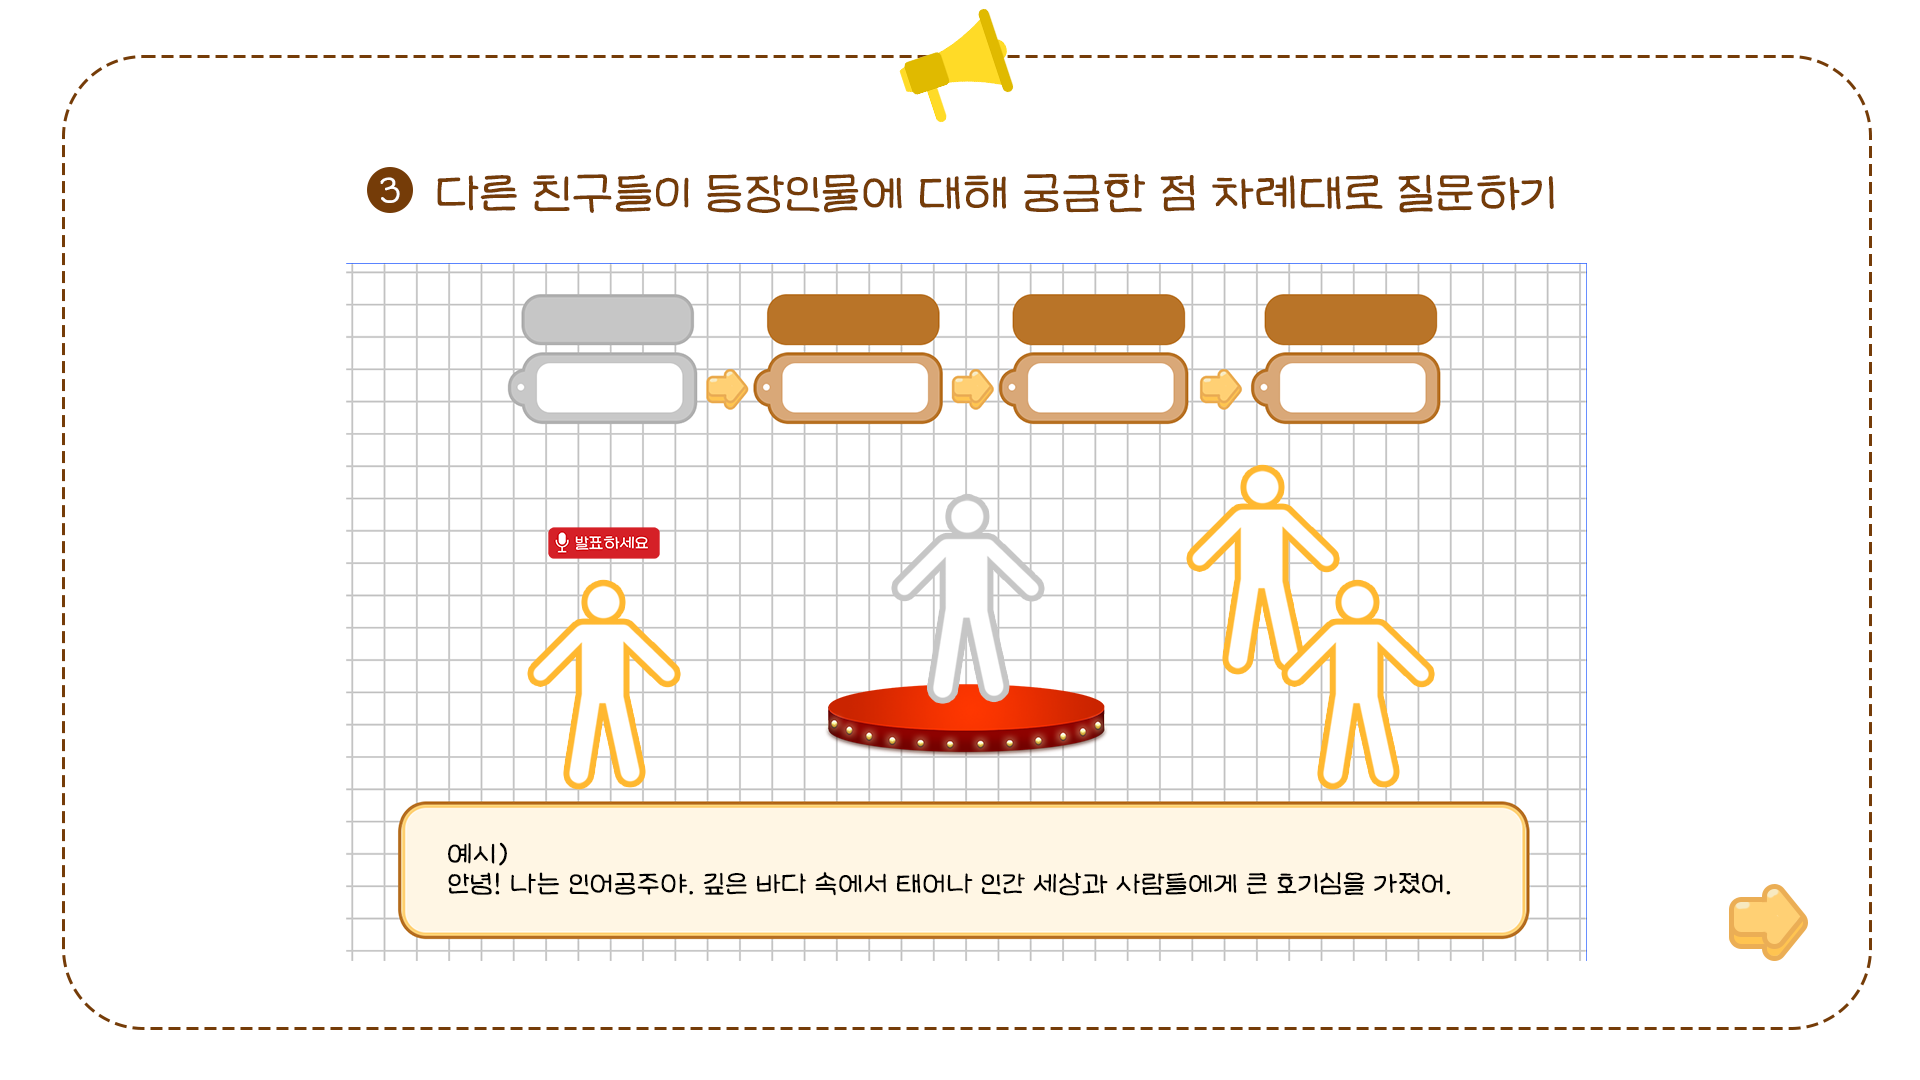 3 다른 친구들이 등장인물에 대해 궁금한 점 차례대로 질문하기
발표하세요
예시)
안녕! 나는 인어공주야. 깊은 바다 속에서 태어나 인간 세상과 사람들에게 큰 호기심을 가졌어.